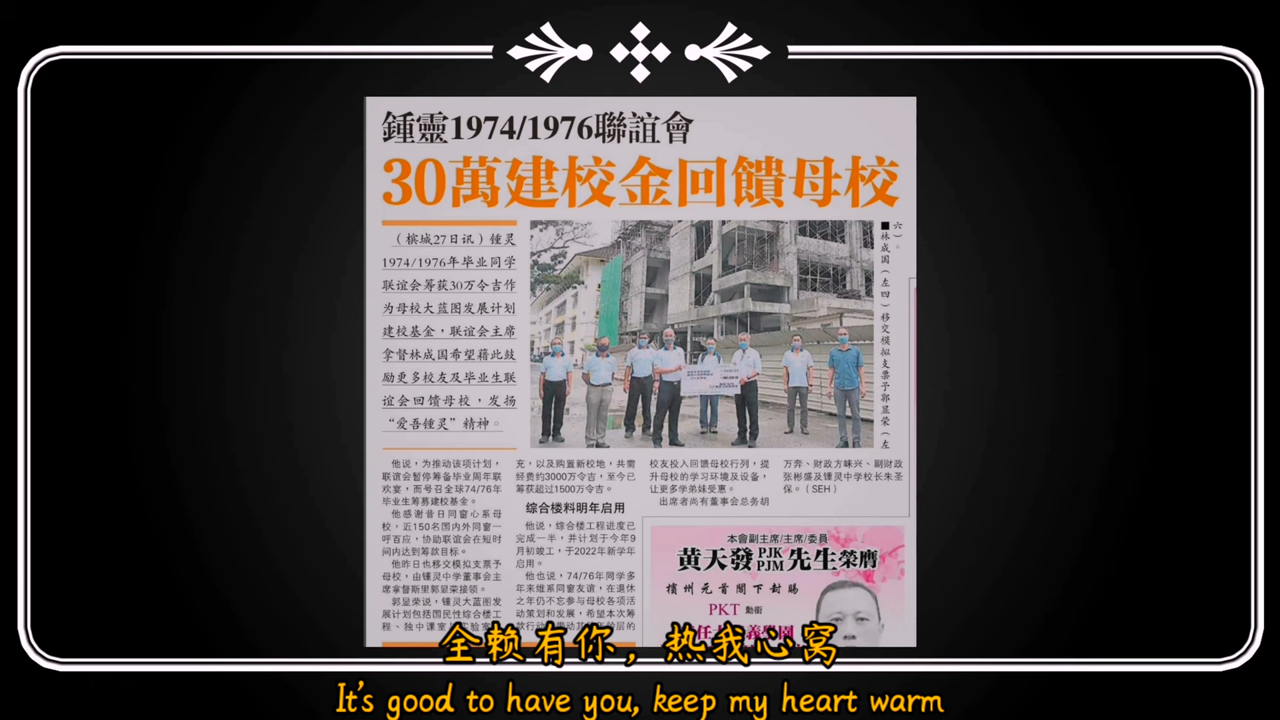 鍾靈1974/1976聯誼會
30萬建校金回饋母校
（槟城27日讯）锺灵
1974/1976年毕业同学
联谊会筹获30万令吉作
为母校大蓝图发展计划
建校基金，联谊会主席
拿督林成国希望藉此鼓
励更多校友及毕业生联
谊会回馈母校，发扬
“爱吾锺灵”精神。
■林成国（左四）移交模拟支票予郭显荣（左
六）。
他说，为推动该项计划，
联谊会暂停筹备毕业周年联
欢宴，而号召全球74/76年
毕业生筹募建校基金。
他感谢昔日同窗心系母
校，近150名国内外同窗一
呼百应，协助联谊会在短时
间内达到筹款目标。
他昨日也移交模拟支票予
母校，由锺灵中学董事会主
席拿督斯里郭显荣接领。
郭显荣说，锺灵大蓝图发
展计划包括国民性综合楼工
程、独中课室
充，以及购置新校地，共需
经费约3000万令吉，至今已
筹获超过1500万令吉。
综合楼料明年启用
他说，综合楼工程进度已
完成一半，并计划于今年9
月初竣工，于2022年新学年
启用。
他也说，74/76年同学多
年来维系同窗友谊，在退休
之年仍不忘参与母校各项活
动策划和发展，希望本次筹
款行动
校友投入回馈母校行列，提
升母校的学习环境及设备，
让更多学弟妹受惠。
出席者尚有董事会总务胡
万奔、财政方崃兴、副财政
张彬盛及锺灵中学校长朱圣
保。（SEH）
本會副主席/主席/委員
黄天發PJK PJM先生榮膺
檳州元首閣下封賜
PKT 勳銜
全赖有你，热我心窝
It's good to have you, keep my heart warm